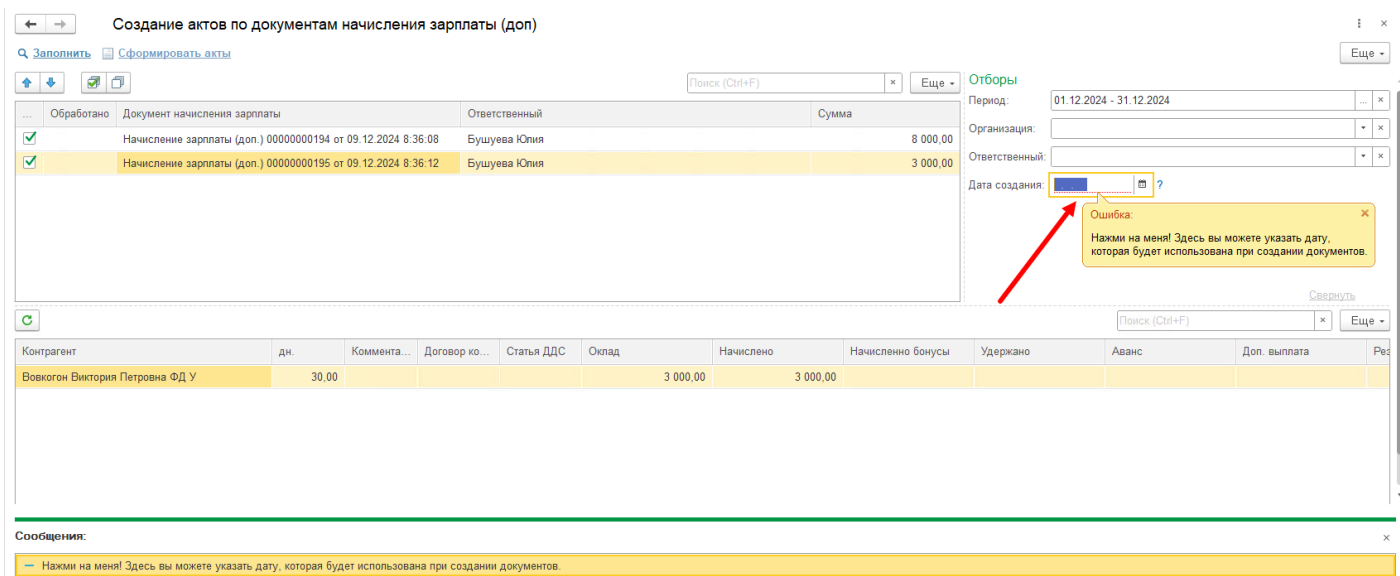 Создание актов по документам начисления зарплаты (доп)
Заполнить Сформировать акты Еще
Поиск (Ctrl+F) × Еще
Отборы
... Обработано Документ начисления зарплаты Ответственный Сумма
Начисление зарплаты (доп.) 00000000194 от 09.12.2024 8:36:08 Бушуева Юлия 8 000,00
Начисление зарплаты (доп.) 00000000195 от 09.12.2024 8:36:12 Бушуева Юлия 3 000,00
Период: 01.12.2024 - 31.12.2024 ... ×
Организация: ×
Ответственный: ×
Дата создания: . . ?
Ошибка: ×
Нажми на меня! Здесь вы можете указать дату,
которая будет использована при создании документов.
Свернуть
Поиск (Ctrl+F) × Еще
Контрагент дн. Коммента... Договор ко... Статья ДДС Оклад Начислено Начисленно бонусы Удержано Аванс Доп. выплата Рез
Вовкогон Виктория Петровна ФД У 30,00 3 000,00 3 000,00
Сообщения: ×
— Нажми на меня! Здесь вы можете указать дату, которая будет использована при создании документов.